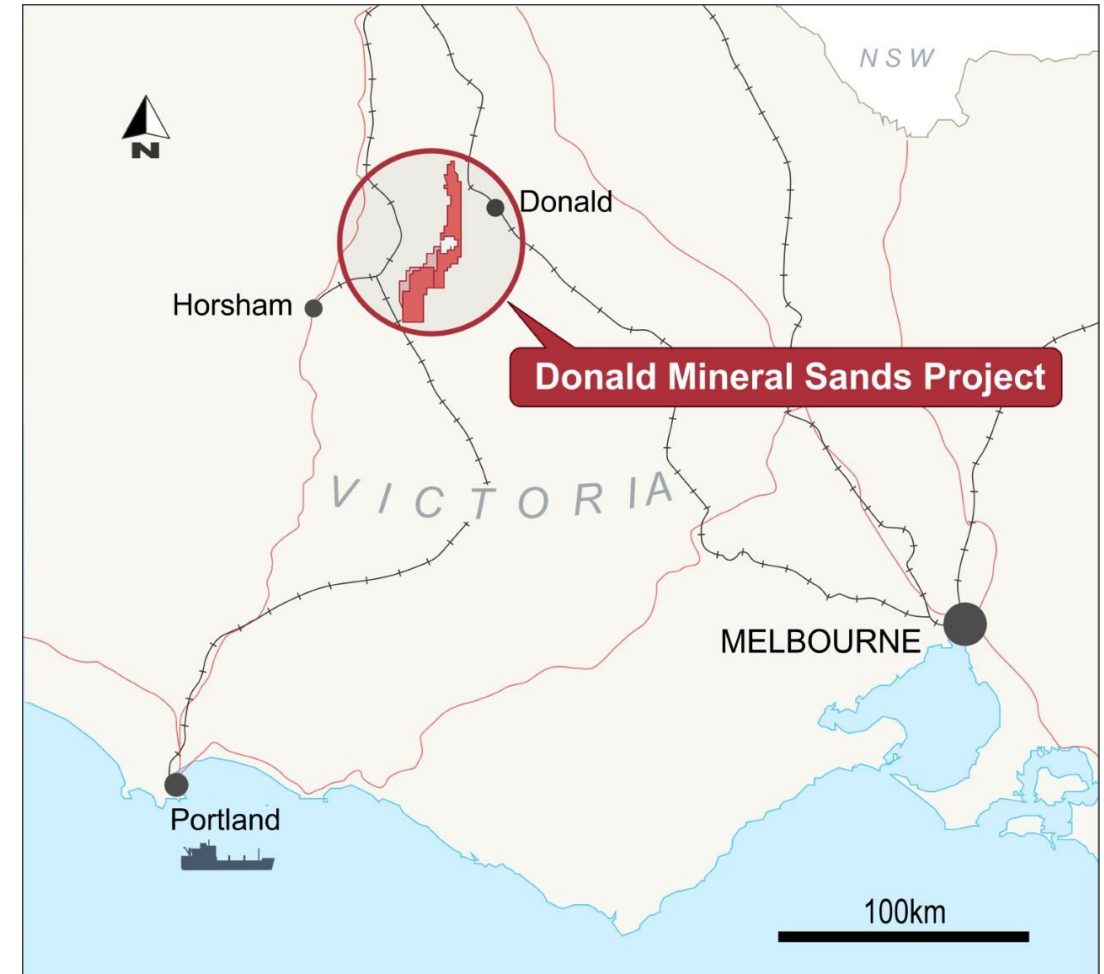 NSW
N
Donald
Horsham
Donald Mineral Sands Project
VICTORIA
MELBOURNE
Portland
100km